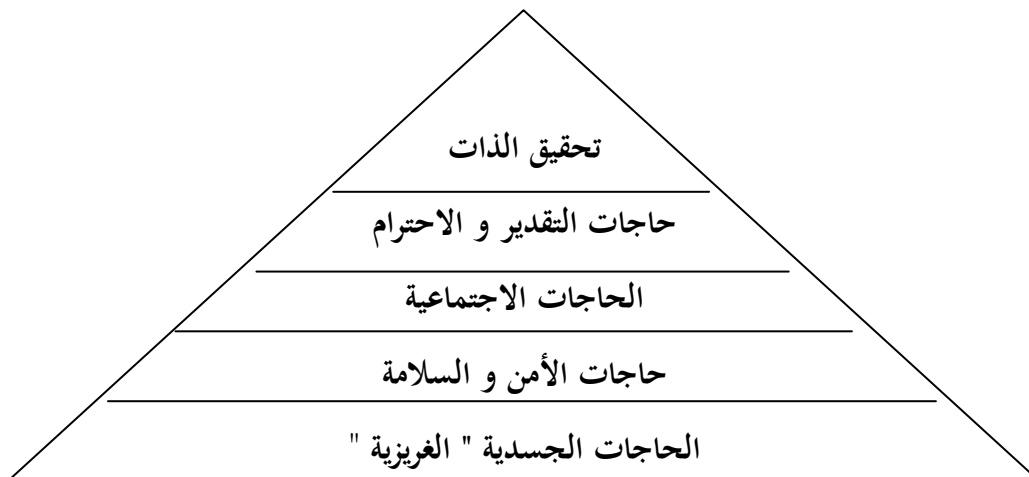 تحقيق الذات
حاجات التقدير و الاحترام
الحاجات الاجتماعية
حاجات الأمن و السلامة
الحاجات الجسدية " الغريزية "